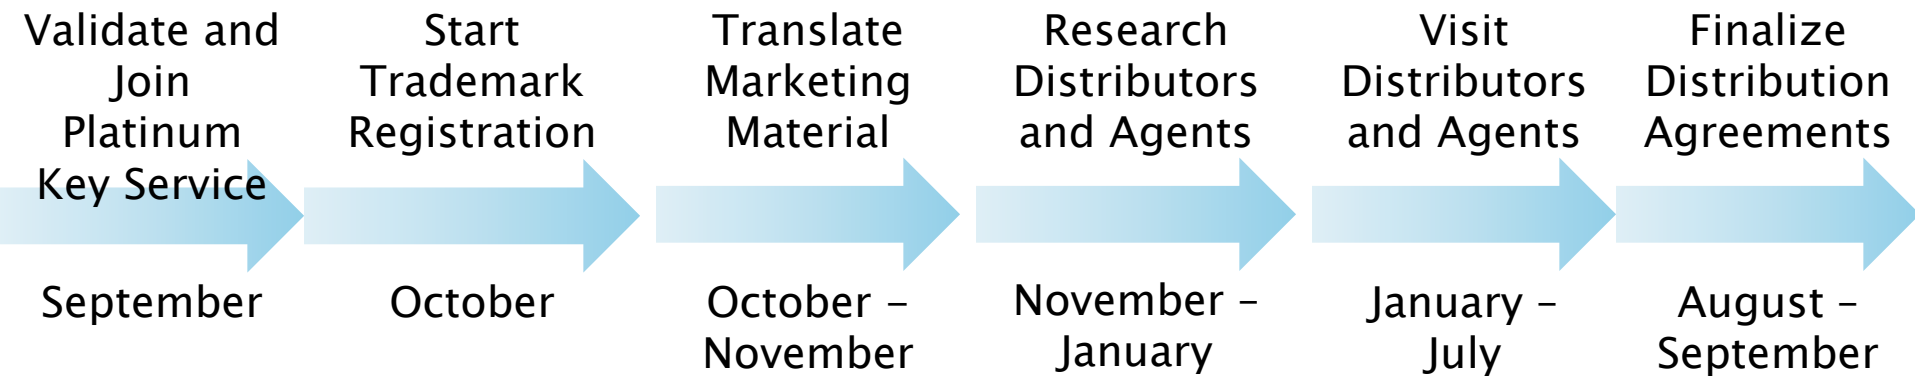 Validate and
Join
Platinum
Key Service
Start
Trademark
Registration
Translate
Marketing
Material
Research
Distributors
and Agents
Visit
Distributors
and Agents
Finalize
Distribution
Agreements
September
October
October –
November
November –
January
January –
July
August –
September